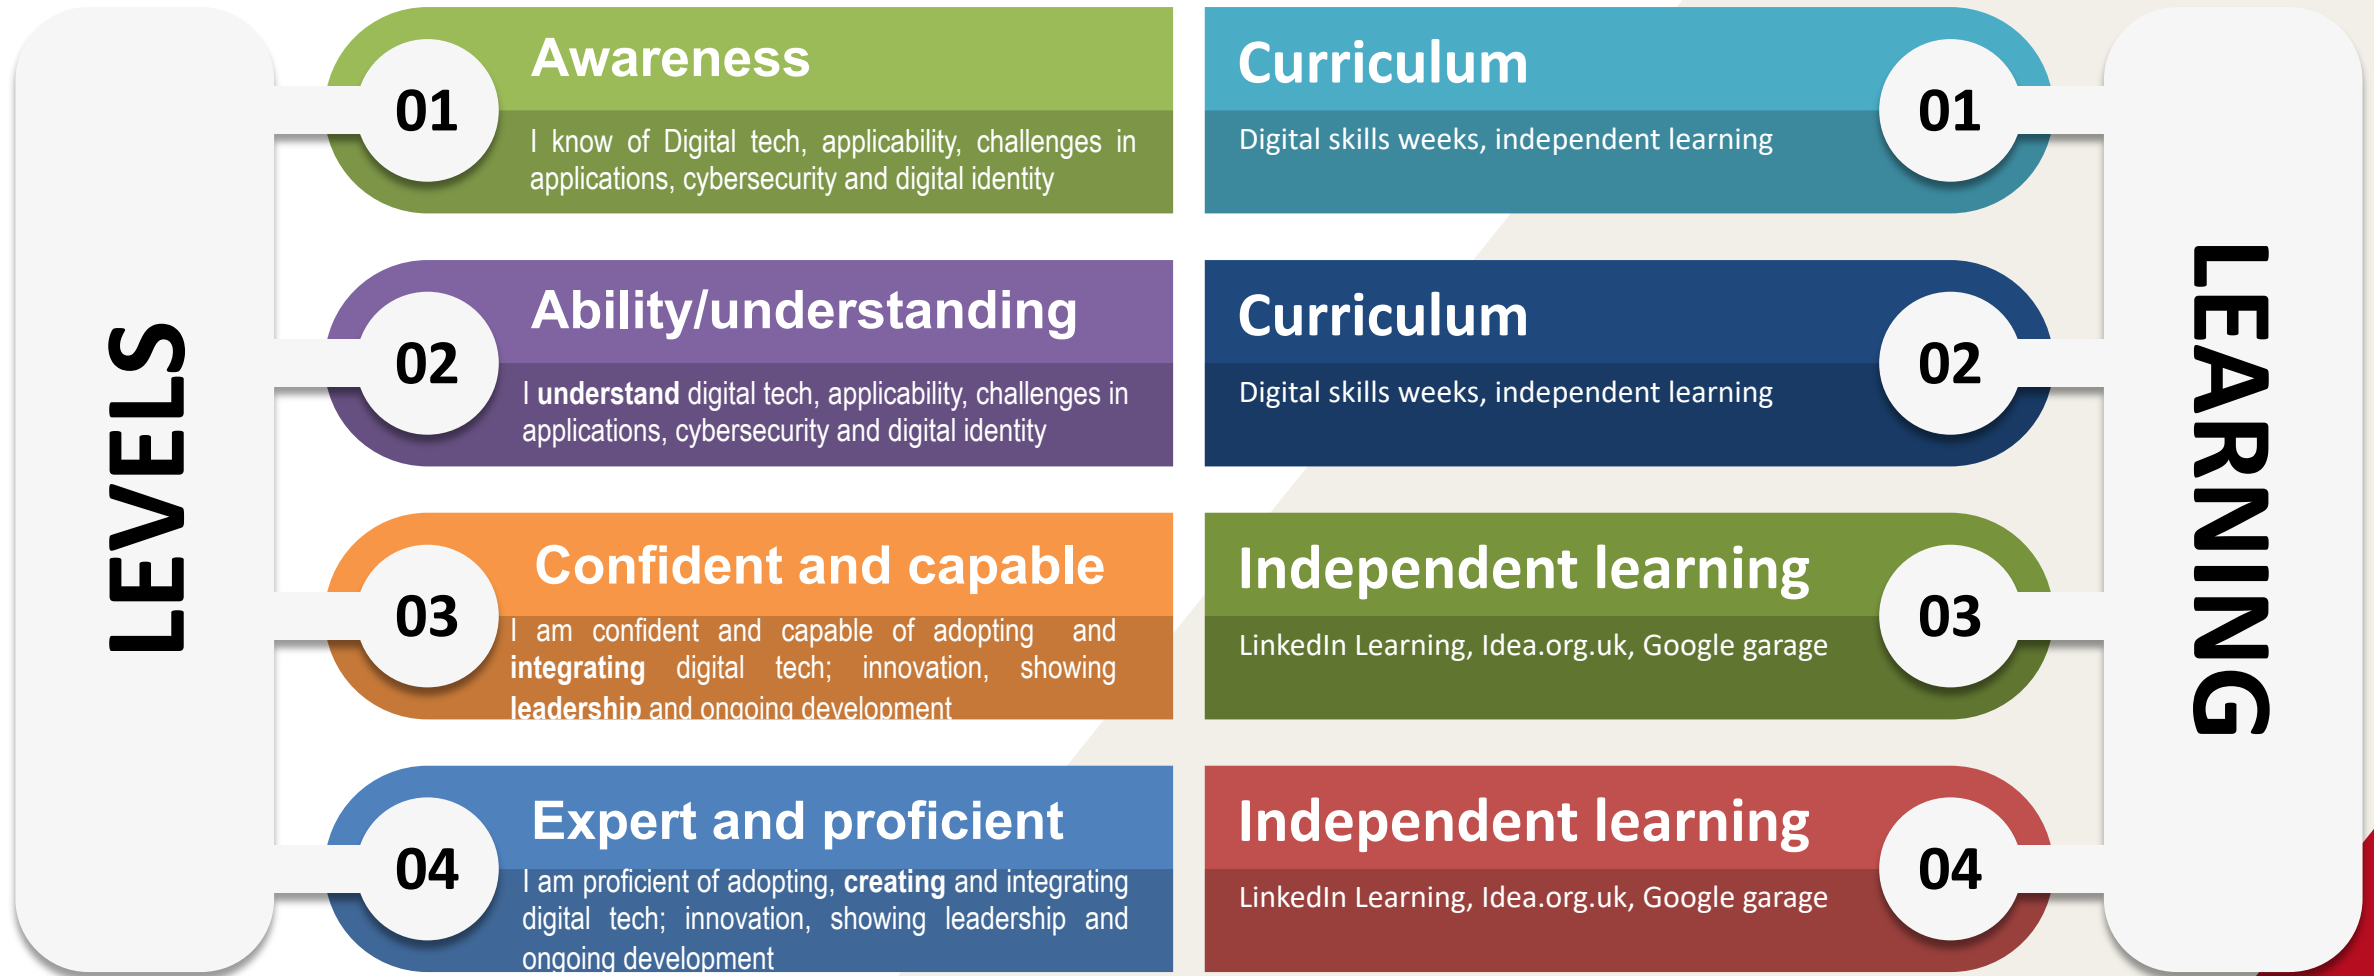 LEVELS
01
Awareness
I know of Digital tech, applicability, challenges in
applications, cybersecurity and digital identity
Curriculum
Digital skills weeks, independent learning
01
02
Ability/understanding
I understand digital tech, applicability, challenges in
applications, cybersecurity and digital identity
Curriculum
Digital skills weeks, independent learning
02
03
Confident and capable
I am confident and capable of adopting and
integrating digital tech; innovation, showing
leadership and ongoing development
Independent learning
LinkedIn Learning, Idea.org.uk, Google garage
03
04
Expert and proficient
I am proficient of adopting, creating and integrating
digital tech; innovation, showing leadership and
ongoing development
Independent learning
LinkedIn Learning, Idea.org.uk, Google garage
04
LEARNING